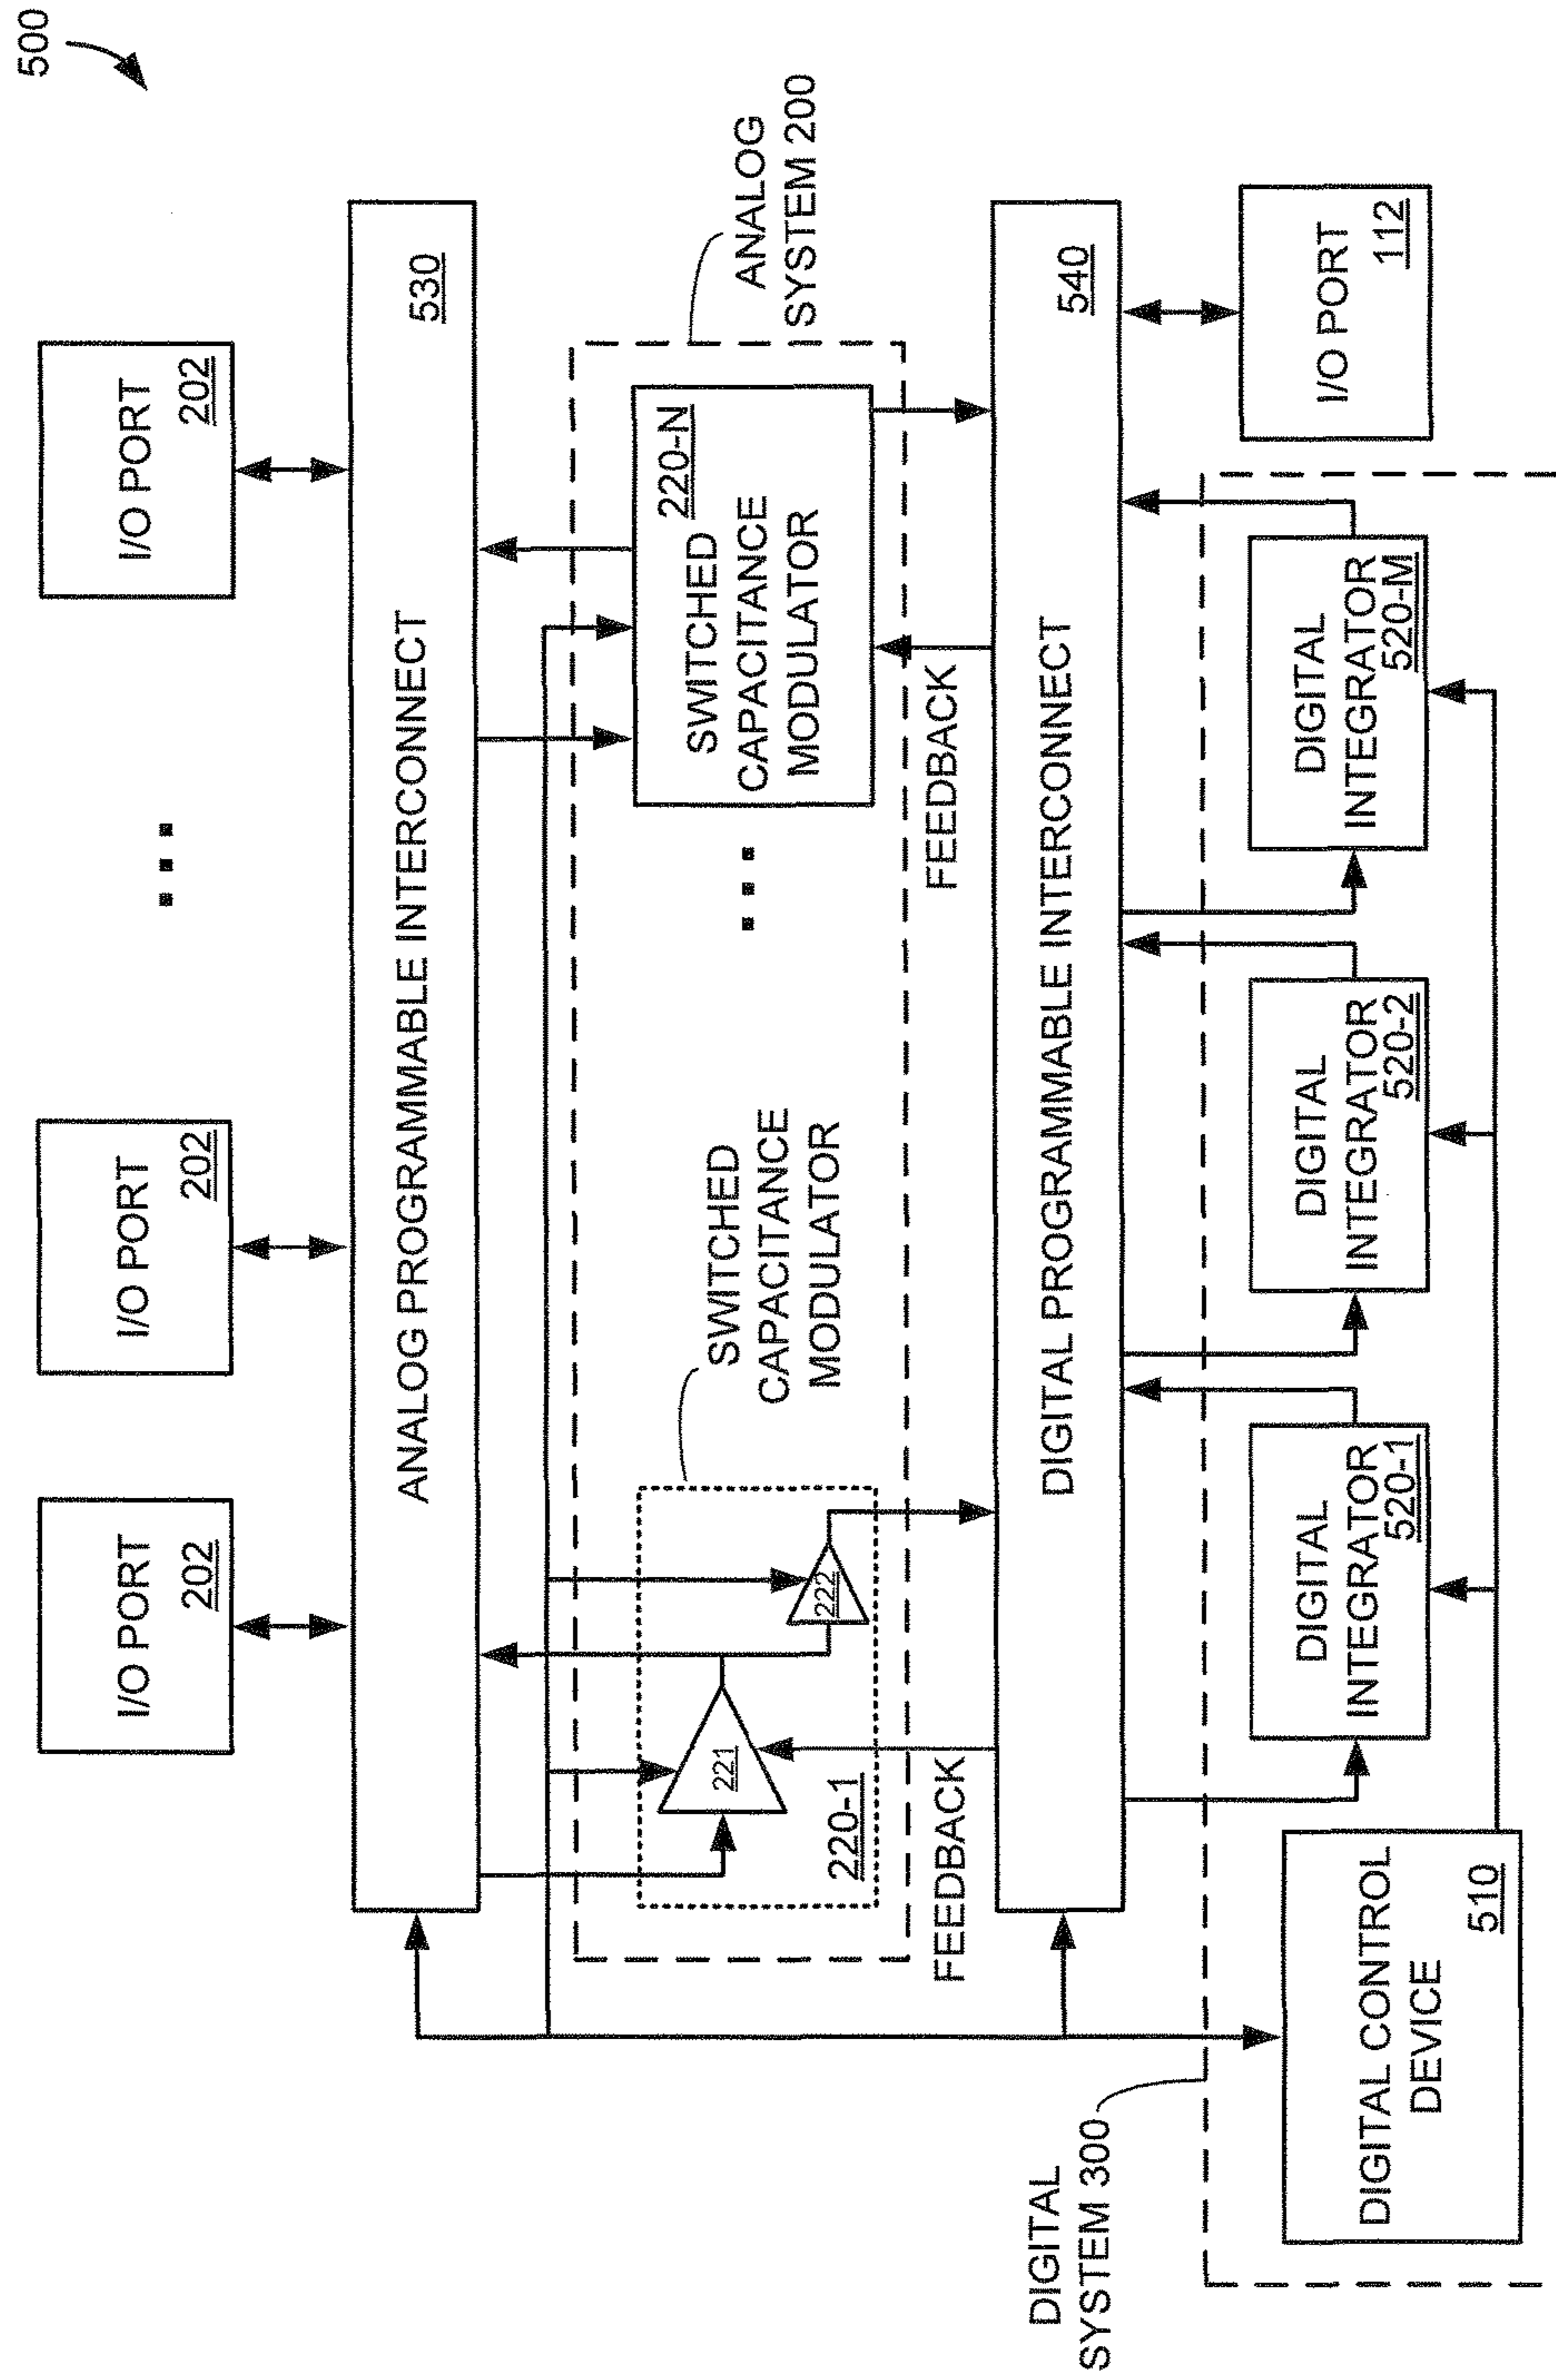 500
I/O PORT
202
I/O PORT
202
I/O PORT
202
ANALOG PROGRAMMABLE INTERCONNECT
530
ANALOG
SYSTEM 200
221
222
220-1
SWITCHED
CAPACITANCE
MODULATOR
220-N
SWITCHED
CAPACITANCE
MODULATOR
FEEDBACK
FEEDBACK
DIGITAL PROGRAMMABLE INTERCONNECT
540
DIGITAL
SYSTEM 300
DIGITAL CONTROL
DEVICE
510
DIGITAL
INTEGRATOR
520-1
DIGITAL
INTEGRATOR
520-2
DIGITAL
INTEGRATOR
520-M
I/O PORT
112